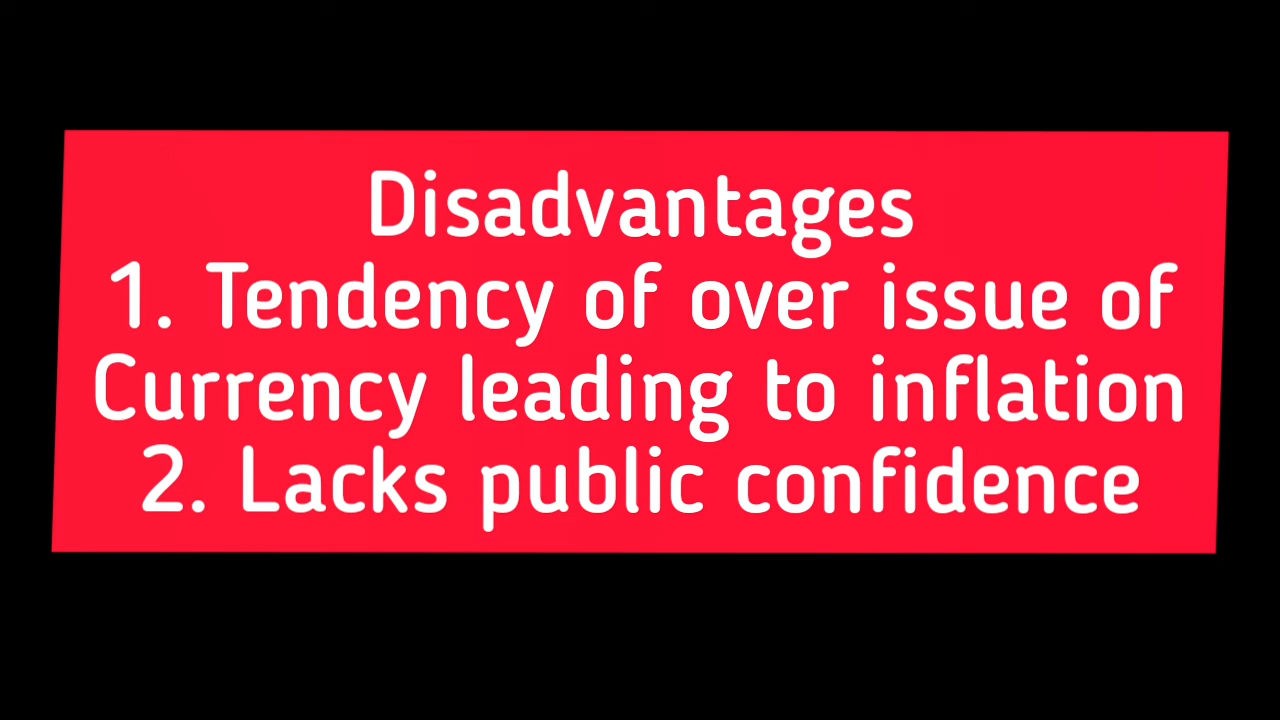 Disadvantages
1. Tendency of over issue of
Currency leading to inflation
2. Lacks public confidence